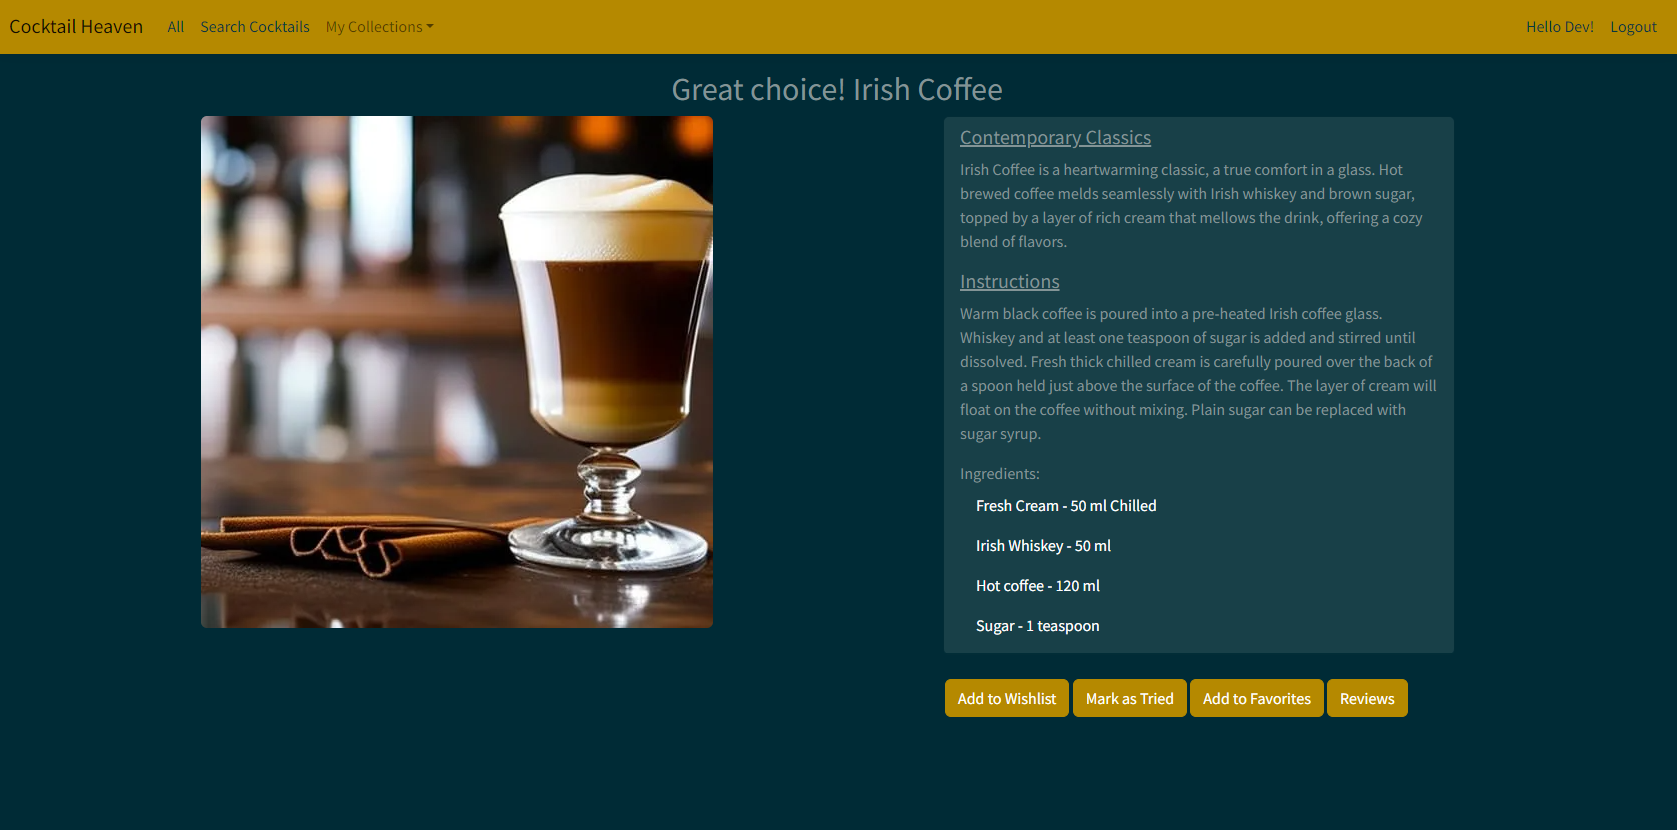 Cocktail Heaven All Search Cocktails My Collections Hello Dev! Logout
Great choice! Irish Coffee
Contemporary Classics
Irish Coffee is a heartwarming classic, a true comfort in a glass. Hot
brewed coffee melds seamlessly with Irish whiskey and brown sugar,
topped by a layer of rich cream that mellows the drink, offering a cozy
blend of flavors.
Instructions
Warm black coffee is poured into a pre-heated Irish coffee glass.
Whiskey and at least one teaspoon of sugar is added and stirred until
dissolved. Fresh thick chilled cream is carefully poured over the back of
a spoon held just above the surface of the coffee. The layer of cream will
float on the coffee without mixing. Plain sugar can be replaced with
sugar syrup.
Ingredients:
Fresh Cream - 50 ml Chilled
Irish Whiskey - 50 ml
Hot coffee - 120 ml
Sugar - 1 teaspoon
Add to Wishlist Mark as Tried Add to Favorites Reviews